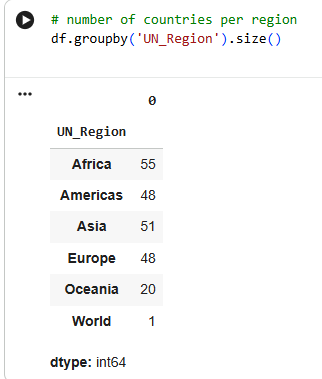 # number of countries per region
df.groupby('UN_Region').size()
...
0
UN_Region
Africa 55
Americas 48
Asia 51
Europe 48
Oceania 20
World 1
dtype: int64